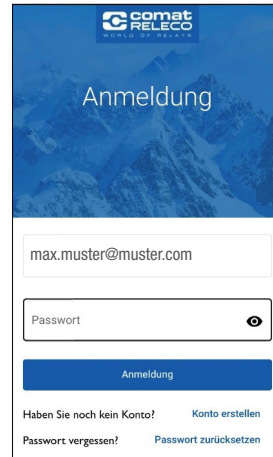 comat
RELECO
WORLD OF RELAYS
Anmeldung
max.muster@muster.com
Passwort
Anmeldung
Haben Sie noch kein Konto? Konto erstellen
Passwort vergessen? Passwort zurücksetzen